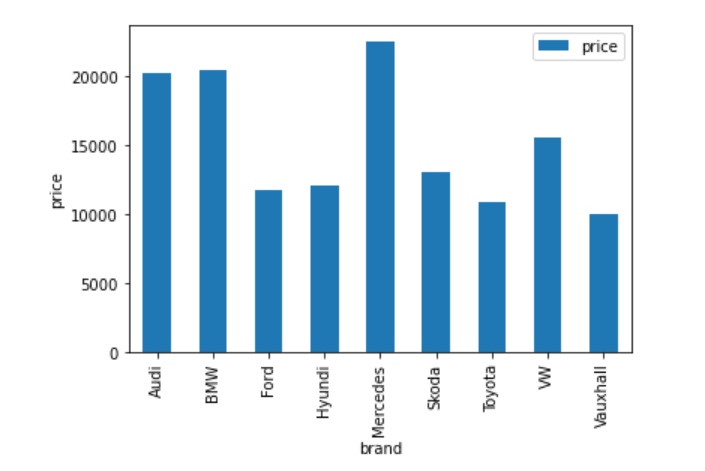 price
20000
15000
10000
5000
0
price
Audi
BMW
Ford
Hyundi
Mercedes
Skoda
Toyota
VW
Vauxhall
brand